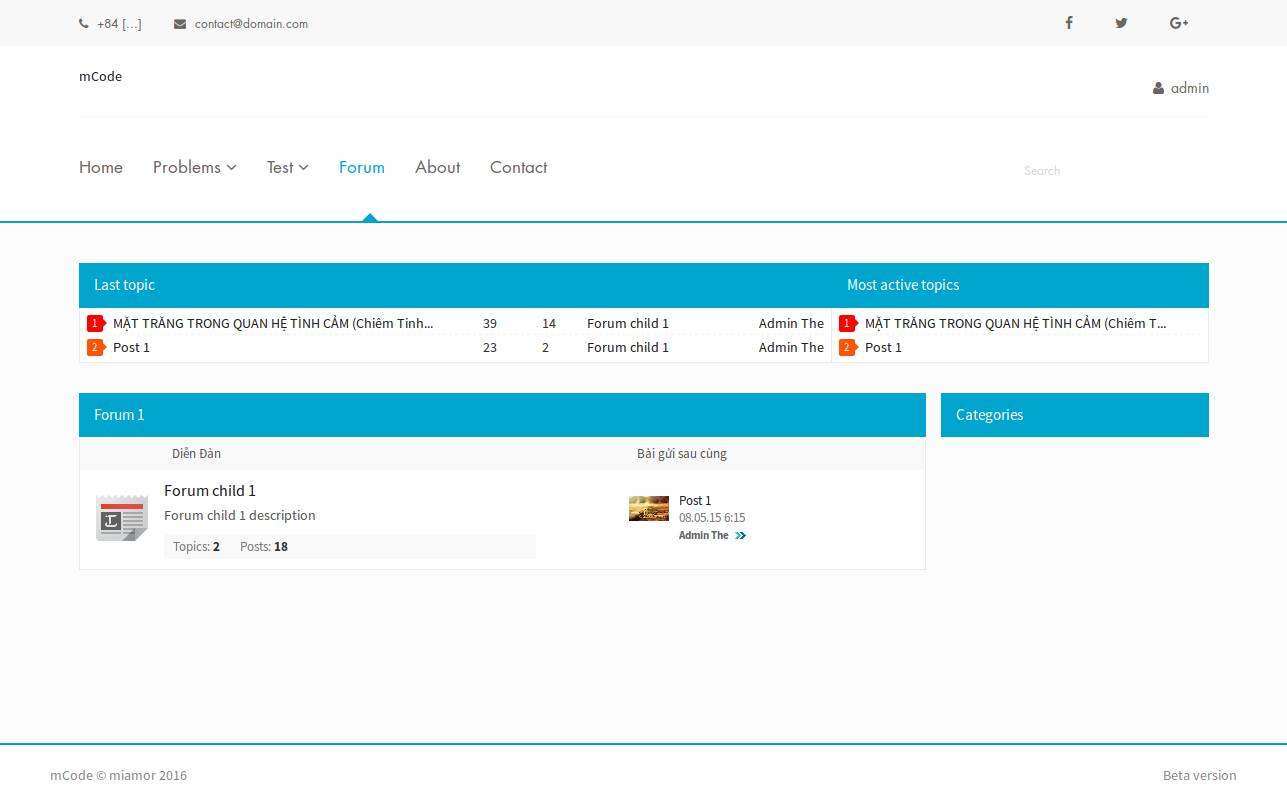 +84 [...] contact@domain.com
mCode
admin
Home Problems Test Forum About Contact Search
Last topic Most active topics
1 MẶT TRĂNG TRONG QUAN HỆ TÌNH CẢM (Chiêm Tinh... 39 14 Forum child 1 Admin The 1 MẶT TRĂNG TRONG QUAN HỆ TÌNH CẢM (Chiêm T...
2 Post 1 23 2 Forum child 1 Admin The 2 Post 1
Forum 1 Categories
Diễn Đàn Bài gửi sau cùng
Forum child 1
Forum child 1 description
Topics: 2 Posts: 18
Post 1
08.05.15 6:15
Admin The
mCode © miamor 2016 Beta version